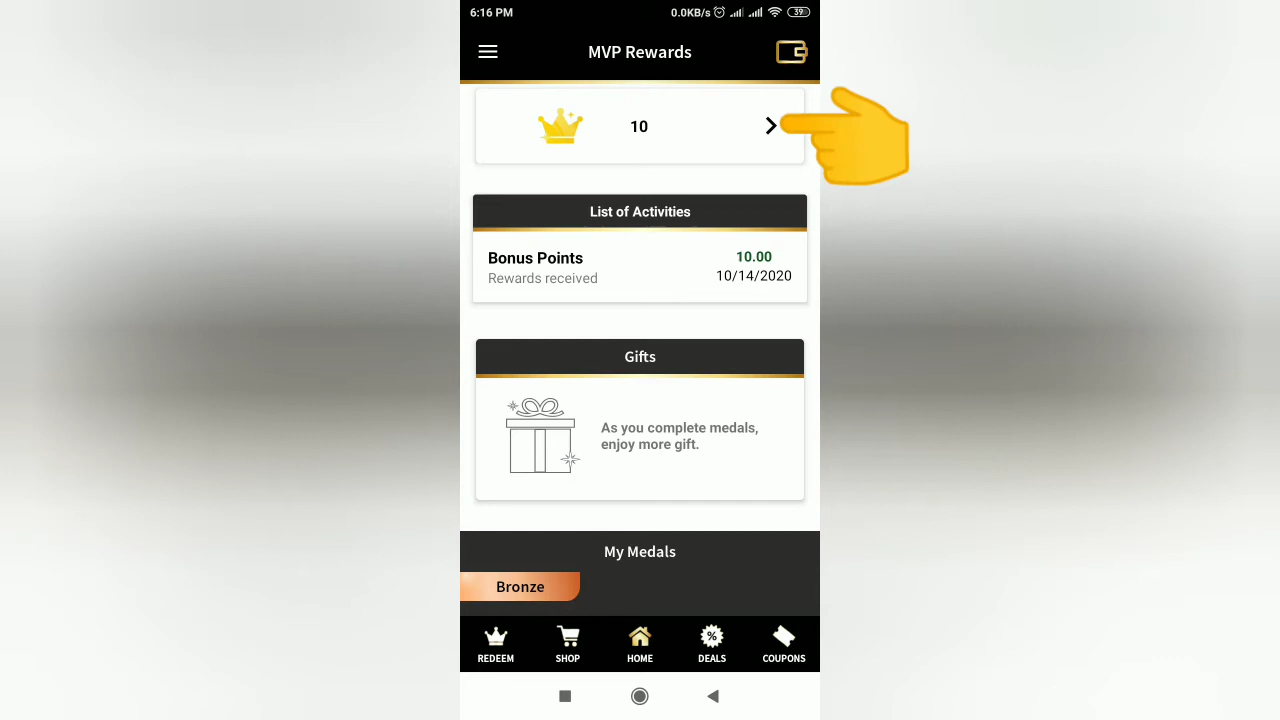 6:16 PM
0.0KB/s
39
MVP Rewards
10
List of Activities
Bonus Points
10.00
Rewards received
10/14/2020
Gifts
As you complete medals,
enjoy more gift.
My Medals
Bronze
%
REDEEM
SHOP
HOME
DEALS
COUPONS